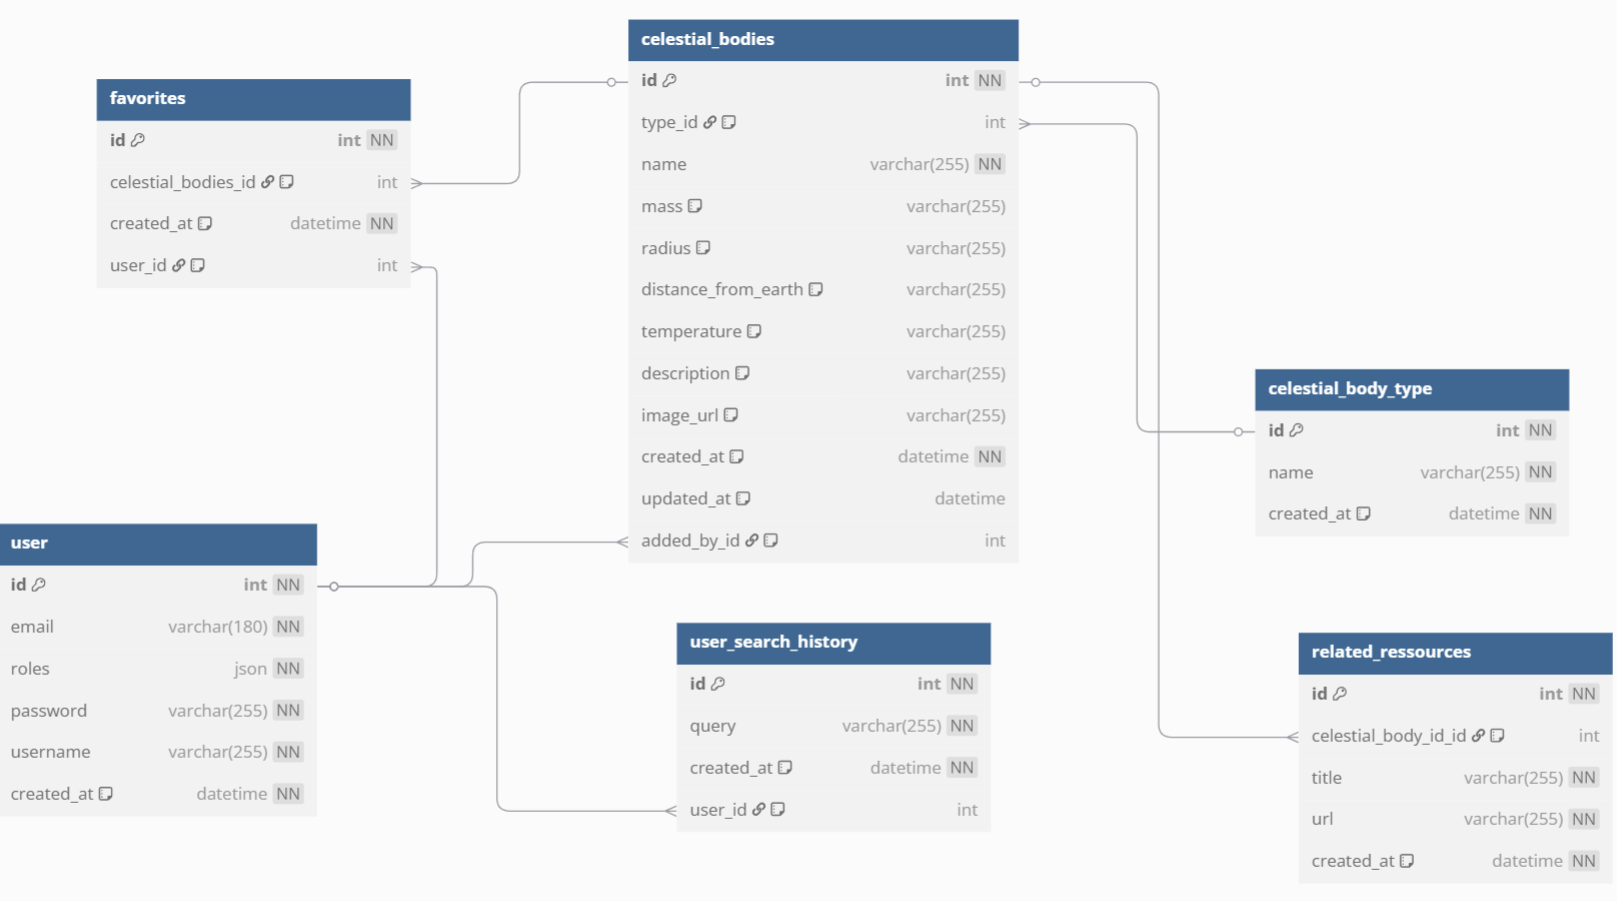 celestial_bodies
id int NN
type_id int
name varchar(255) NN
mass varchar(255)
radius varchar(255)
distance_from_earth varchar(255)
temperature varchar(255)
description varchar(255)
image_url varchar(255)
created_at datetime NN
updated_at datetime
added_by_id int
favorites
id int NN
celestial_bodies_id int
created_at datetime NN
user_id int
celestial_body_type
id int NN
name varchar(255) NN
created_at datetime NN
user
id int NN
email varchar(180) NN
roles json NN
password varchar(255) NN
username varchar(255) NN
created_at datetime NN
user_search_history
id int NN
query varchar(255) NN
created_at datetime NN
user_id int
related_ressources
id int NN
celestial_body_id_id int
title varchar(255) NN
url varchar(255) NN
created_at datetime NN